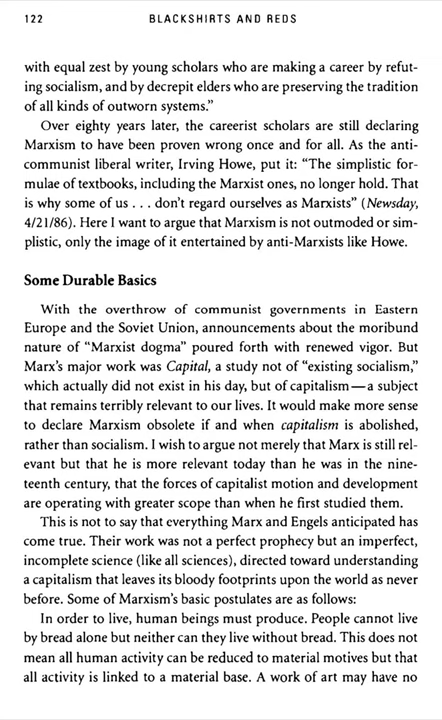 122 BLACKSHIRTS AND REDS
with equal zest by young scholars who are making a career by refut-
ing socialism, and by decrepit elders who are preserving the tradition
of all kinds of outworn systems.”
Over eighty years later, the careerist scholars are still declaring
Marxism to have been proven wrong once and for all. As the anti-
communist liberal writer, Irving Howe, put it: “The simplistic for-
mulae of textbooks, including the Marxist ones, no longer hold. That
is why some of us . . . don’t regard ourselves as Marxists” (Newsday,
4/21/86). Here I want to argue that Marxism is not outmoded or sim-
plistic, only the image of it entertained by anti-Marxists like Howe.
Some Durable Basics
With the overthrow of communist governments in Eastern
Europe and the Soviet Union, announcements about the moribund
nature of “Marxist dogma” poured forth with renewed vigor. But
Marx’s major work was Capital, a study not of “existing socialism,”
which actually did not exist in his day, but of capitalism—a subject
that remains terribly relevant to our lives. It would make more sense
to declare Marxism obsolete if and when capitalism is abolished,
rather than socialism. I wish to argue not merely that Marx is still rel-
evant but that he is more relevant today than he was in the nine-
teenth century, that the forces of capitalist motion and development
are operating with greater scope than when he first studied them.
This is not to say that everything Marx and Engels anticipated has
come true. Their work was not a perfect prophecy but an imperfect,
incomplete science (like all sciences), directed toward understanding
a capitalism that leaves its bloody footprints upon the world as never
before. Some of Marxism’s basic postulates are as follows:
In order to live, human beings must produce. People cannot live
by bread alone but neither can they live without bread. This does not
mean all human activity can be reduced to material motives but that
all activity is linked to a material base. A work of art may have no